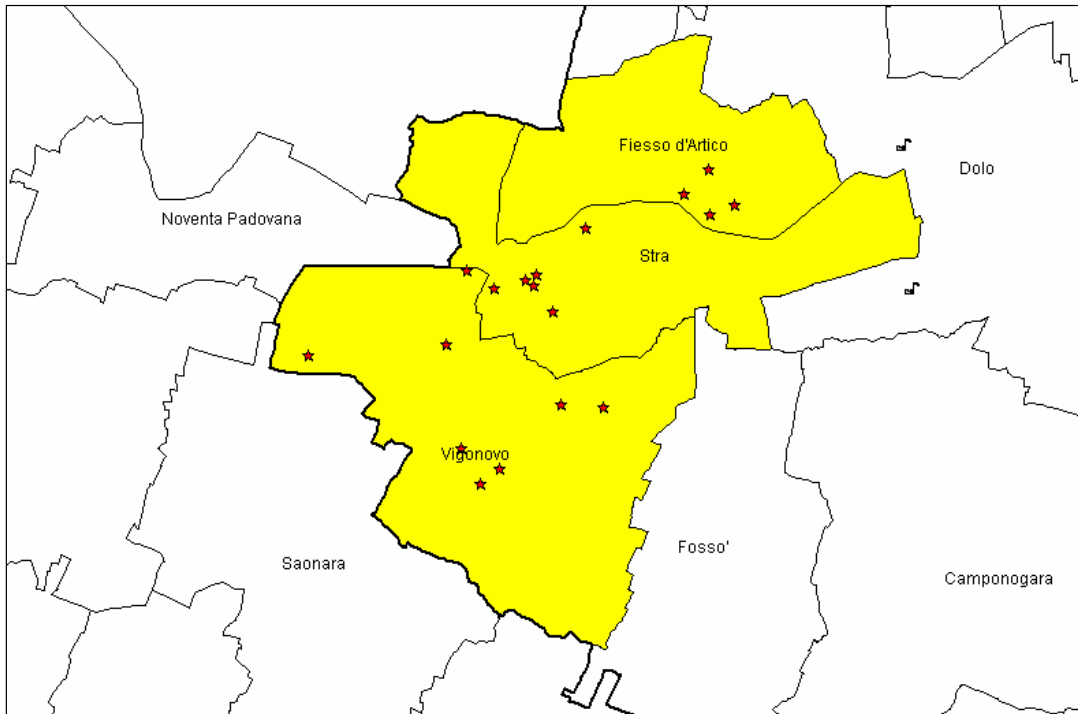 Fiesso d'Artico
Dolo
Noventa Padovana
Stra
Vigonovo
Fosso'
Saonara
Camponogara